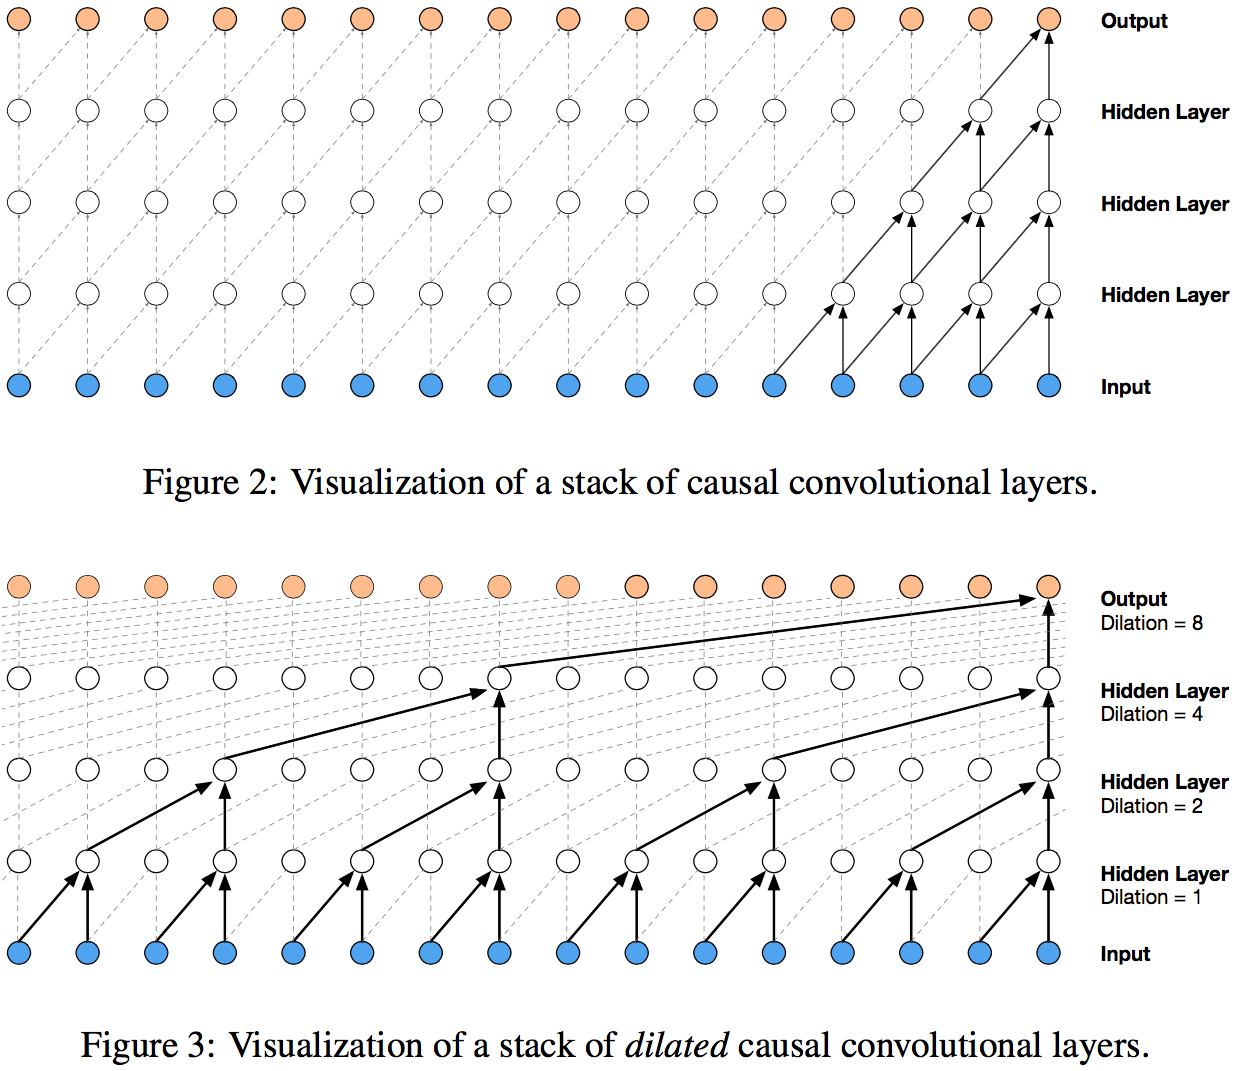 Output
Hidden Layer
Hidden Layer
Hidden Layer
Input
Figure 2: Visualization of a stack of causal convolutional layers.
Output
Dilation = 8
Hidden Layer
Dilation = 4
Hidden Layer
Dilation = 2
Hidden Layer
Dilation = 1
Input
Figure 3: Visualization of a stack of dilated causal convolutional layers.